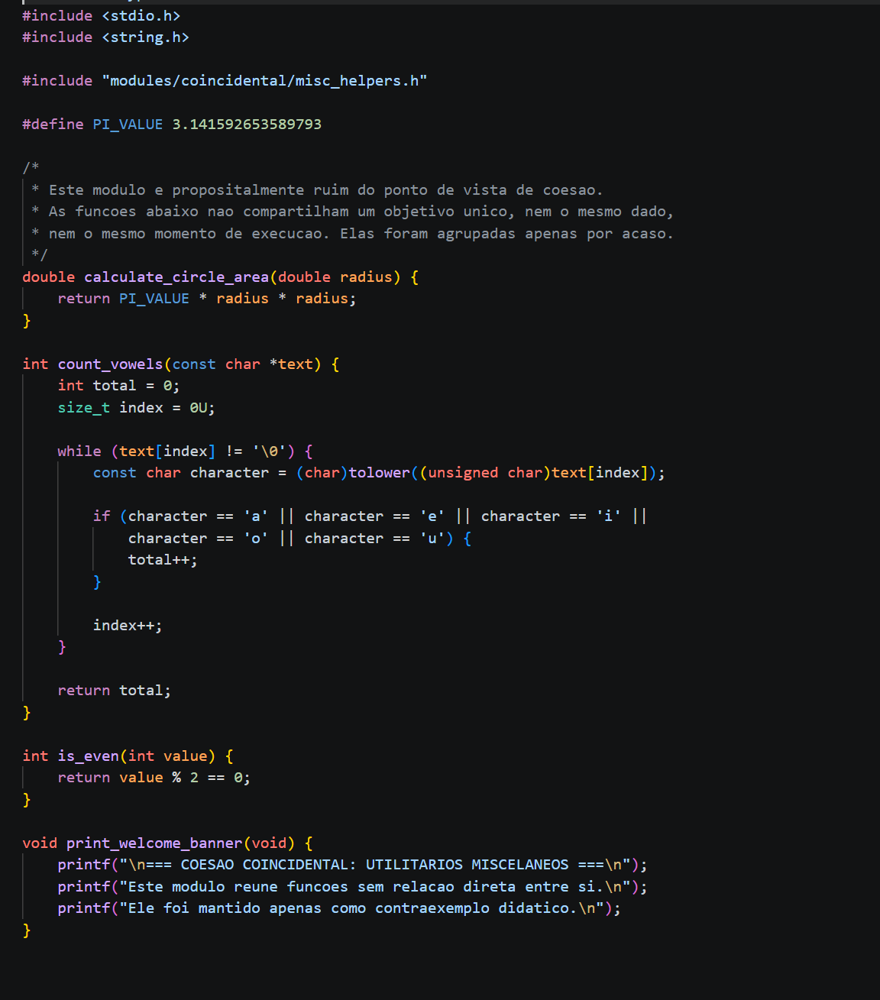 #include <stdio.h>
#include <string.h>

#include "modules/coincidental/misc_helpers.h"

#define PI_VALUE 3.141592653589793

/*
 * Este modulo e propositalmente ruim do ponto de vista de coesao.
 * As funcoes abaixo nao compartilham um objetivo unico, nem o mesmo dado,
 * nem o mesmo momento de execucao. Elas foram agrupadas apenas por acaso.
 */
double calculate_circle_area(double radius) {
    return PI_VALUE * radius * radius;
}

int count_vowels(const char *text) {
    int total = 0;
    size_t index = 0U;

    while (text[index] != '\0') {
        const char character = (char)tolower((unsigned char)text[index]);

        if (character == 'a' || character == 'e' || character == 'i' ||
            character == 'o' || character == 'u') {
            total++;
        }

        index++;
    }

    return total;
}

int is_even(int value) {
    return value % 2 == 0;
}

void print_welcome_banner(void) {
    printf("\n=== COESAO COINCIDENTAL: UTILITARIOS MISCELANEOS ===\n");
    printf("Este modulo reune funcoes sem relacao direta entre si.\n");
    printf("Ele foi mantido apenas como contraexemplo didatico.\n");
}